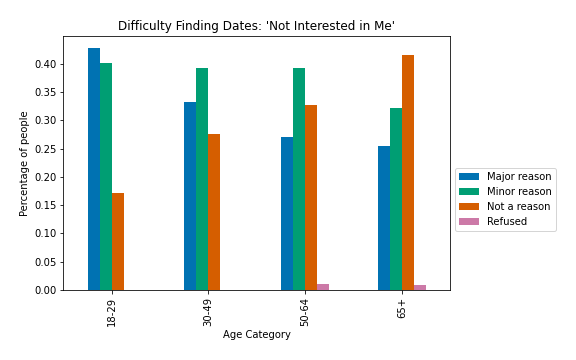 Difficulty Finding Dates: 'Not Interested in Me'
Percentage of people
0.40
0.35
0.30
0.25
0.20
0.15
0.10
0.05
0.00
18-29
30-49
50-64
65+
Age Category
Major reason
Minor reason
Not a reason
Refused